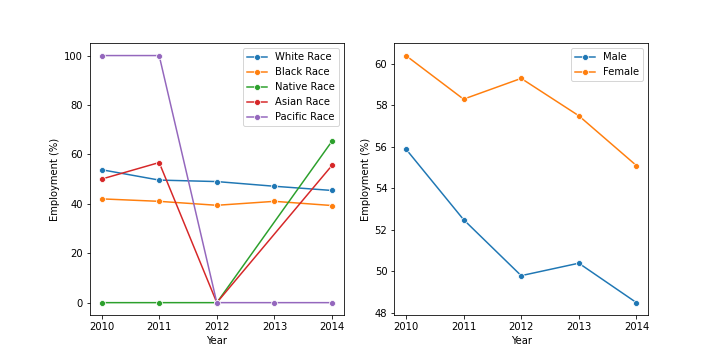 100
80
60
40
20
0
Employment (%)
2010 2011 2012 2013 2014
Year
White Race
Black Race
Native Race
Asian Race
Pacific Race
60
58
56
54
52
50
48
Employment (%)
2010 2011 2012 2013 2014
Year
Male
Female